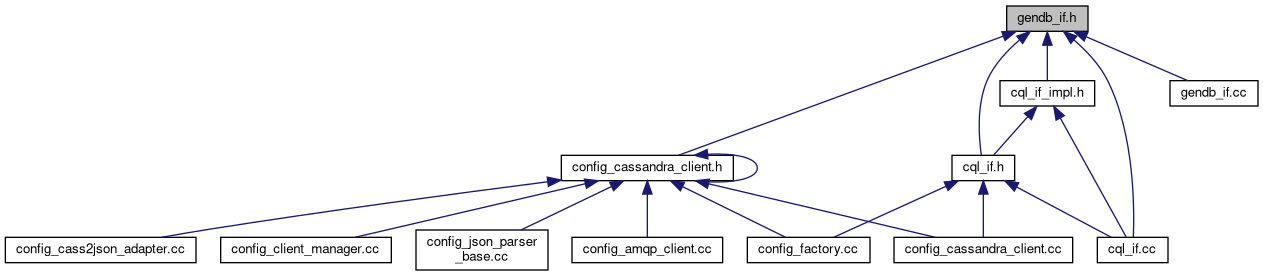 gendb_if.h
cql_if_impl.h
gendb_if.cc
config_cassandra_client.h
cql_if.h
config_cass2json_adapter.cc
config_client_manager.cc
config_json_parser
_base.cc
config_amqp_client.cc
config_factory.cc
config_cassandra_client.cc
cql_if.cc